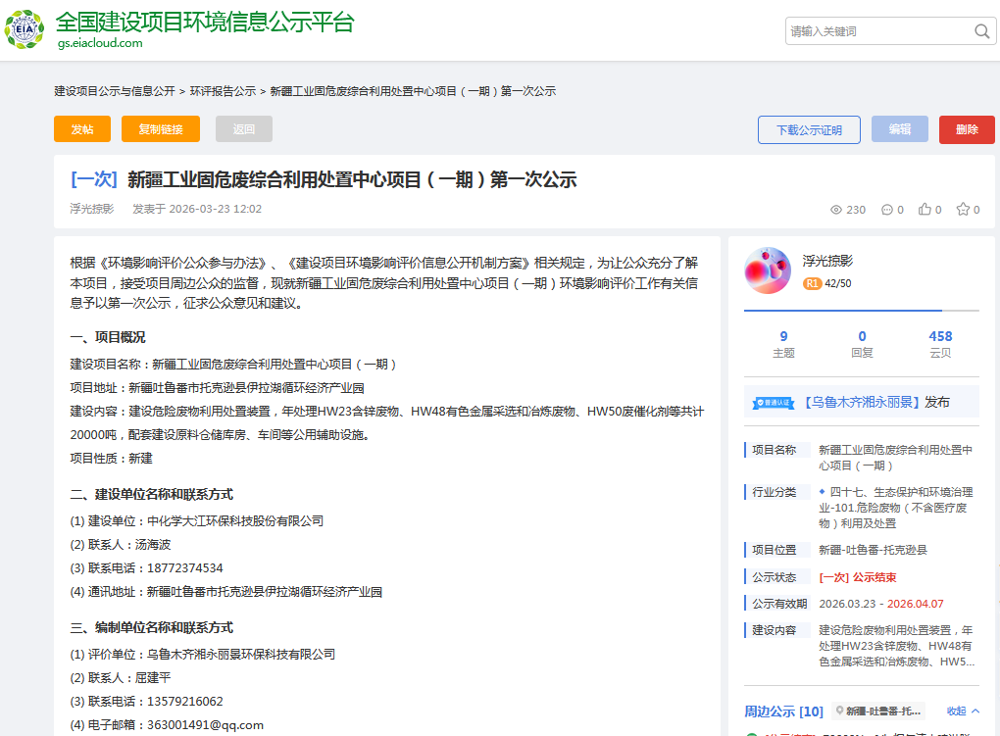 EIA
全国建设项目环境信息公示平台
gs.eiacloud.com
请输入关键词
建设项目公示与信息公开 > 环评报告公示 > 新疆工业固危废综合利用处置中心项目（一期）第一次公示
发帖 复制链接 返回 下载公示证明 编辑 删除
[一次] 新疆工业固危废综合利用处置中心项目（一期）第一次公示
浮光掠影 发表于 2026-03-23 12:02 230 0 0 0
根据《环境影响评价公众参与办法》、《建设项目环境影响评价信息公开机制方案》相关规定，为让公众充分了解
本项目，接受项目周边公众的监督，现就新疆工业固危废综合利用处置中心项目（一期）环境影响评价工作有关信
息予以第一次公示，征求公众意见和建议。
一、项目概况
建设项目名称：新疆工业固危废综合利用处置中心项目（一期）
项目地址：新疆吐鲁番市托克逊县伊拉湖循环经济产业园
建设内容：建设危险废物利用处置装置，年处理HW23含锌废物、HW48有色金属采选和冶炼废物、HW50废催化剂等共计
20000吨，配套建设原料仓储库房、车间等公用辅助设施。
项目性质：新建
二、建设单位名称和联系方式
(1) 建设单位：中化学大江环保科技股份有限公司
(2) 联系人：汤海波
(3) 联系电话：18772374534
(4) 通讯地址：新疆吐鲁番市托克逊县伊拉湖循环经济产业园
三、编制单位名称和联系方式
(1) 评价单位：乌鲁木齐湘永丽景环保科技有限公司
(2) 联系人：屈建平
(3) 联系电话：13579216062
(4) 电子邮箱：363001491@qq.com
浮光掠影
R1 42/50
9 0 458
主题 回复 云贝
普通认证 【乌鲁木齐湘永丽景】发布
项目名称 新疆工业固危废综合利用处置中
心项目（一期）
行业分类 四十七、生态保护和环境治理
业-101.危险废物（不含医疗废
物）利用及处置
项目位置 新疆-吐鲁番-托克逊县
公示状态 [一次] 公示结束
公示有效期 2026.03.23 - 2026.04.07
建设内容 建设危险废物利用处置装置，年
处理HW23含锌废物、HW48有
色金属采选和冶炼废物、HW5...
周边公示 [10] 新疆-吐鲁番-托... 收起